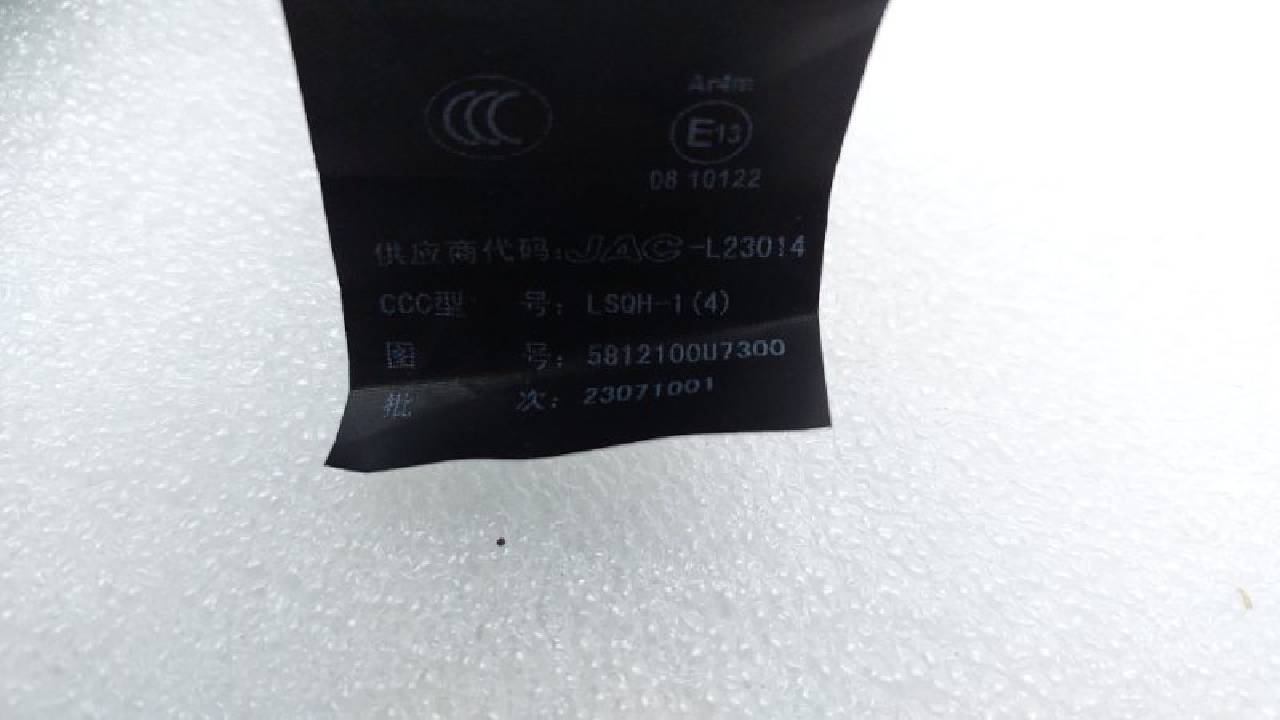 CCC
Ar4m
E13
08 10122
供应商代码:JAC-L23014
CCC型 号: LSQH-1(4)
图 号: 5812100U7300
批 次: 23071001